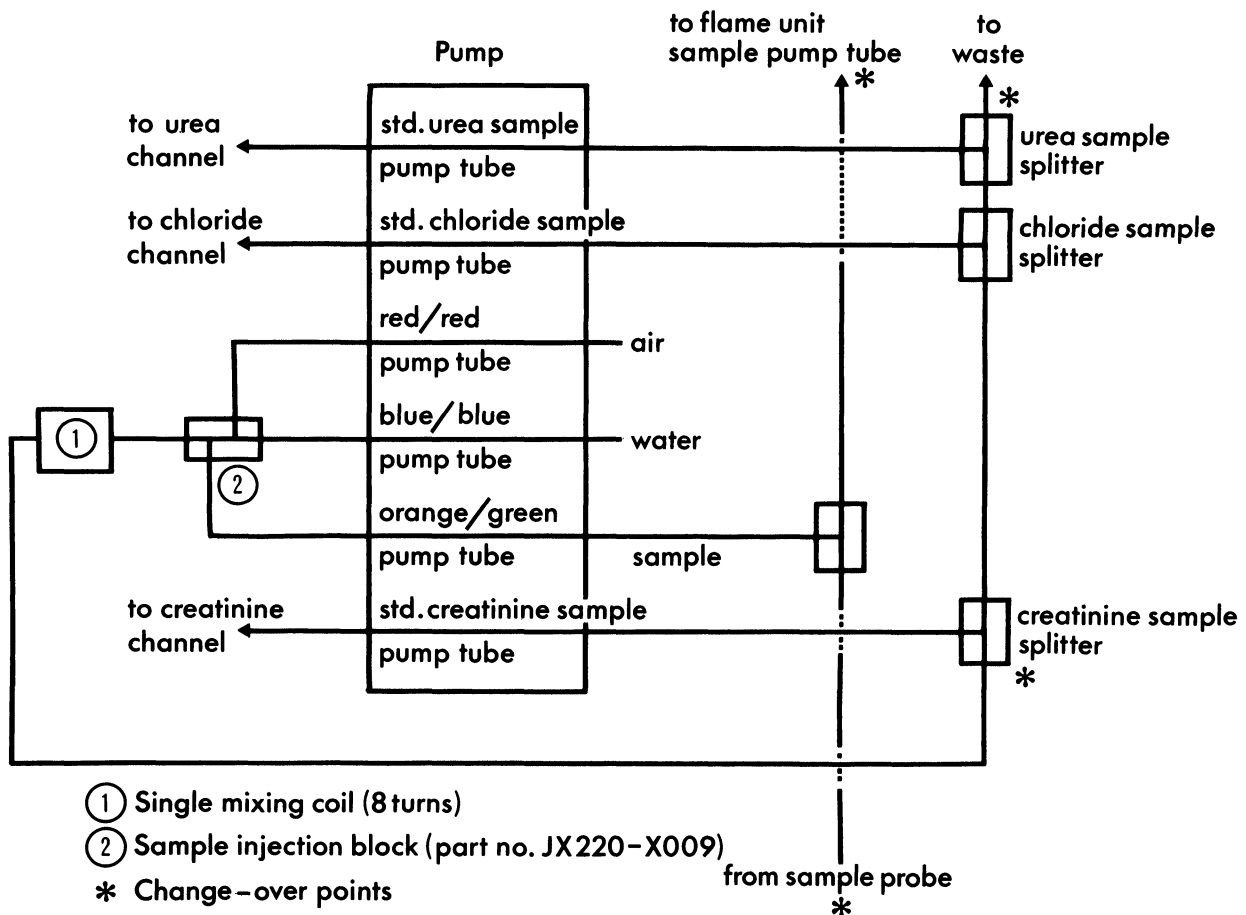 to flame unit
sample pump tube
*
to
waste
*
Pump
to urea
channel
std. urea sample
pump tube
urea sample
splitter
to chloride
channel
std. chloride sample
pump tube
chloride sample
splitter
red/red
pump tube
air
blue/blue
pump tube
water
1
2
orange/green
pump tube
sample
to creatinine
channel
std. creatinine sample
pump tube
creatinine sample
splitter
*
1 Single mixing coil (8 turns)
2 Sample injection block (part no. JX220-X009)
* Change-over points
from sample probe
*